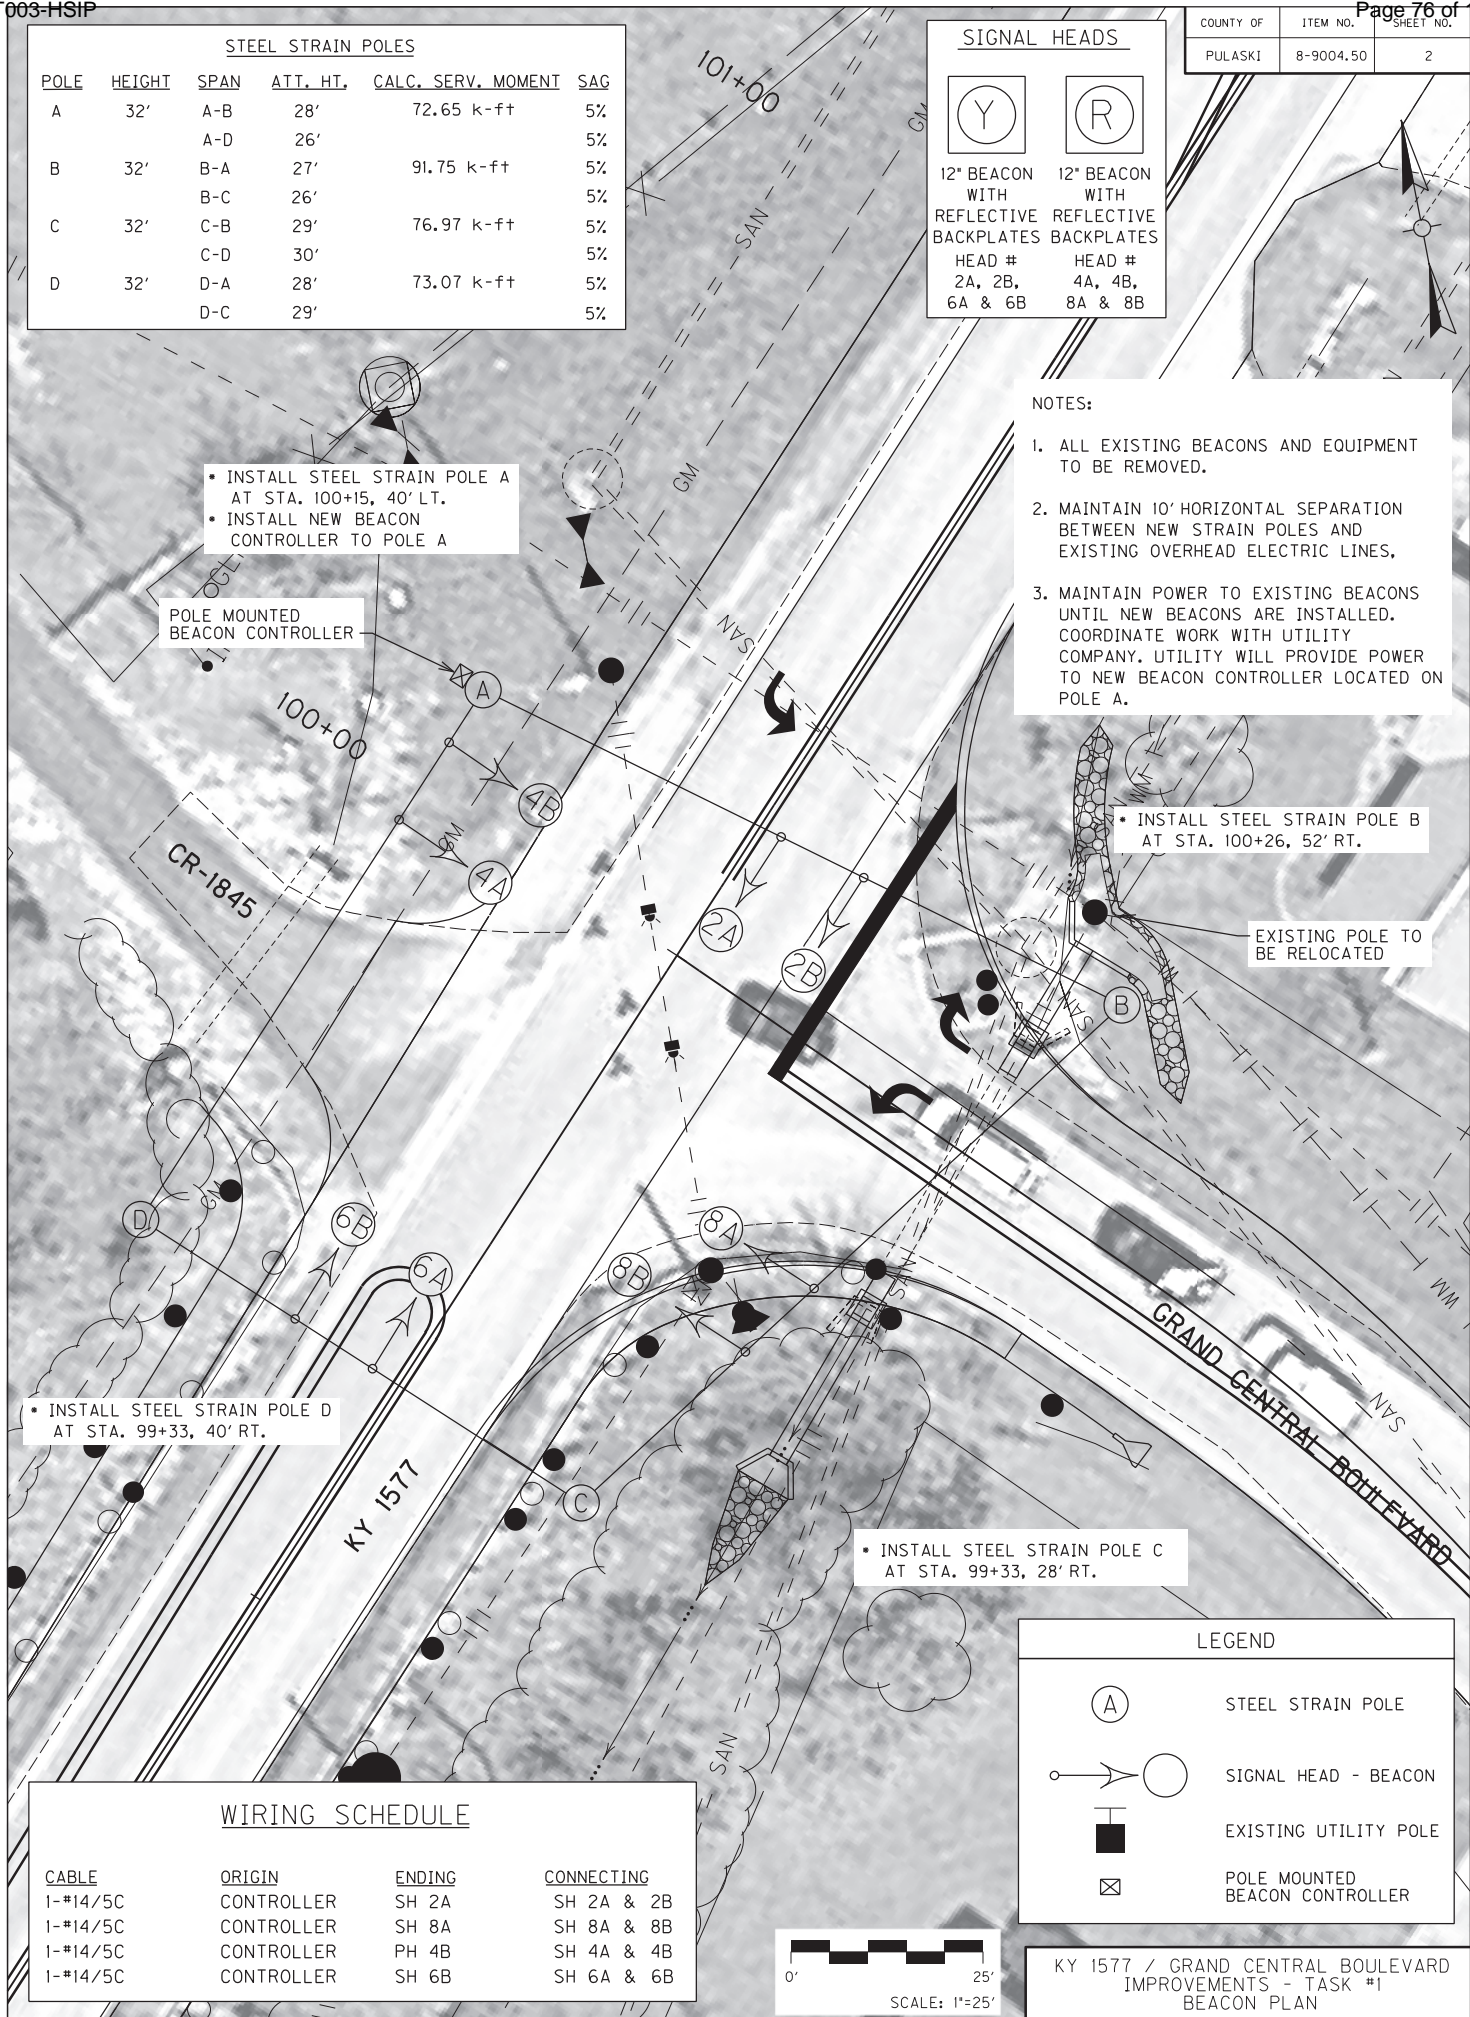 T003-HSIP
Page 76 of 1
COUNTY OF ITEM NO. SHEET NO.
PULASKI 8-9004.50 2
STEEL STRAIN POLES
POLE HEIGHT SPAN ATT. HT. CALC. SERV. MOMENT SAG
A 32' A-B 28' 72.65 k-ft 5%
A-D 26' 5%
B 32' B-A 27' 91.75 k-ft 5%
B-C 26' 5%
C 32' C-B 29' 76.97 k-ft 5%
C-D 30' 5%
D 32' D-A 28' 73.07 k-ft 5%
D-C 29' 5%
SIGNAL HEADS
Y R
12" BEACON 12" BEACON
WITH WITH
REFLECTIVE REFLECTIVE
BACKPLATES BACKPLATES
HEAD # HEAD #
2A, 2B, 4A, 4B,
6A & 6B 8A & 8B
101+00
GM
SAN
GM
NOTES:
1. ALL EXISTING BEACONS AND EQUIPMENT
TO BE REMOVED.
2. MAINTAIN 10' HORIZONTAL SEPARATION
BETWEEN NEW STRAIN POLES AND
EXISTING OVERHEAD ELECTRIC LINES,
3. MAINTAIN POWER TO EXISTING BEACONS
UNTIL NEW BEACONS ARE INSTALLED.
COORDINATE WORK WITH UTILITY
COMPANY. UTILITY WILL PROVIDE POWER
TO NEW BEACON CONTROLLER LOCATED ON
POLE A.
* INSTALL STEEL STRAIN POLE A
AT STA. 100+15, 40' LT.
* INSTALL NEW BEACON
CONTROLLER TO POLE A
POLE MOUNTED
BEACON CONTROLLER
SAN
A
100+00
4B
GM
4A
CR-1845
WM
* INSTALL STEEL STRAIN POLE B
AT STA. 100+26, 52' RT.
2A
2B
EXISTING POLE TO
BE RELOCATED
B
SAN
D
GM
6B
6A
8A
8B
WM
GRAND CENTRAL BOULEVARD
SAN
* INSTALL STEEL STRAIN POLE D
AT STA. 99+33, 40' RT.
KY 1577
C
* INSTALL STEEL STRAIN POLE C
AT STA. 99+33, 28' RT.
SAN
LEGEND
A STEEL STRAIN POLE
SIGNAL HEAD - BEACON
EXISTING UTILITY POLE
POLE MOUNTED
BEACON CONTROLLER
WIRING SCHEDULE
CABLE ORIGIN ENDING CONNECTING
1-#14/5C CONTROLLER SH 2A SH 2A & 2B
1-#14/5C CONTROLLER SH 8A SH 8A & 8B
1-#14/5C CONTROLLER PH 4B SH 4A & 4B
1-#14/5C CONTROLLER SH 6B SH 6A & 6B
0' 25'
SCALE: 1"=25'
KY 1577 / GRAND CENTRAL BOULEVARD
IMPROVEMENTS - TASK #1
BEACON PLAN